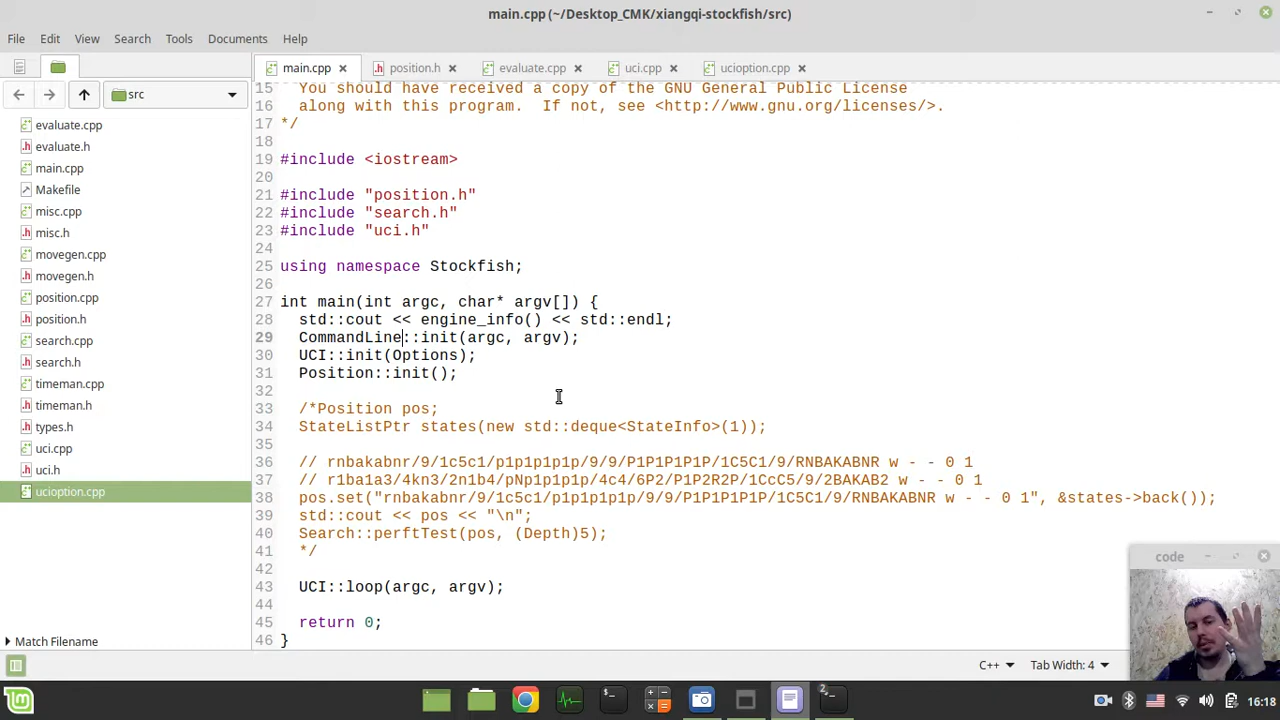 main.cpp (~/Desktop_CMK/xiangqi-stockfish/src)
File Edit View Search Tools Documents Help
main.cpp position.h evaluate.cpp uci.cpp ucioption.cpp
src
evaluate.cpp
evaluate.h
main.cpp
Makefile
misc.cpp
misc.h
movegen.cpp
movegen.h
position.cpp
position.h
search.cpp
search.h
timeman.cpp
timeman.h
types.h
uci.cpp
uci.h
ucioption.cpp
Match Filename
15 You should have received a copy of the GNU General Public License
16 along with this program.  If not, see <http://www.gnu.org/licenses/>.
17 */
18
19 #include <iostream>
20
21 #include "position.h"
22 #include "search.h"
23 #include "uci.h"
24
25 using namespace Stockfish;
26
27 int main(int argc, char* argv[]) {
28 std::cout << engine_info() << std::endl;
29 CommandLine::init(argc, argv);
30 UCI::init(Options);
31 Position::init();
32
33 /*Position pos;
34 StateListPtr states(new std::deque<StateInfo>(1));
35
36 // rnbakabnr/9/1c5c1/p1p1p1p1p/9/9/P1P1P1P1P/1C5C1/9/RNBAKABNR w - - 0 1
37 // r1ba1a3/4kn3/2n1b4/pNp1p1p1p/4c4/6P2/P1P2R2P/1CcC5/9/2BAKAB2 w - - 0 1
38 pos.set("rnbakabnr/9/1c5c1/p1p1p1p1p/9/9/P1P1P1P1P/1C5C1/9/RNBAKABNR w - - 0 1", &states->back());
39 std::cout << pos << "\n";
40 Search::perftTest(pos, (Depth)5);
41 */
42
43 UCI::loop(argc, argv);
44
45 return 0;
46 }
code
C++ Tab Width: 4
16:18